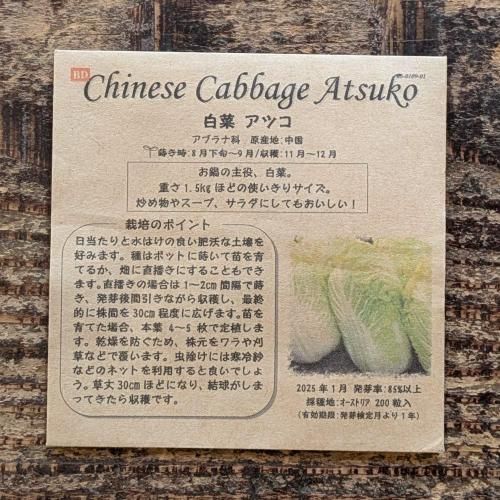 BD
Chinese Cabbage Atsuko
白菜 アツコ
アブラナ科 原産地:中国
蒔き時:8月下旬〜9月/収穫:11月〜12月
お鍋の主役、白菜。
重さ1.5kgほどの使いきりサイズ。
炒め物やスープ、サラダにしてもおいしい！
栽培のポイント
日当たりと水はけの良い肥沃な土壌を
好みます。種はポットに蒔いて苗を育
てるか、畑に直播きにすることもでき
ます。直播きの場合は1〜2cm間隔で蒔
き、発芽後間引きながら収穫し、最終
的に株間を30cm程度に広げます。苗を
育てた場合、本葉4〜5枚で定植しま
す。乾燥を防ぐため、株元をワラや刈
草などで覆います。虫除けには寒冷紗
などのネットを利用すると良いでしょ
う。草丈30cmほどになり、結球がしま
ってきたら収穫です。
2025年1月 発芽率:85%以上
採種地:オーストリア 200粒入
(有効期限:発芽検定月より1年)